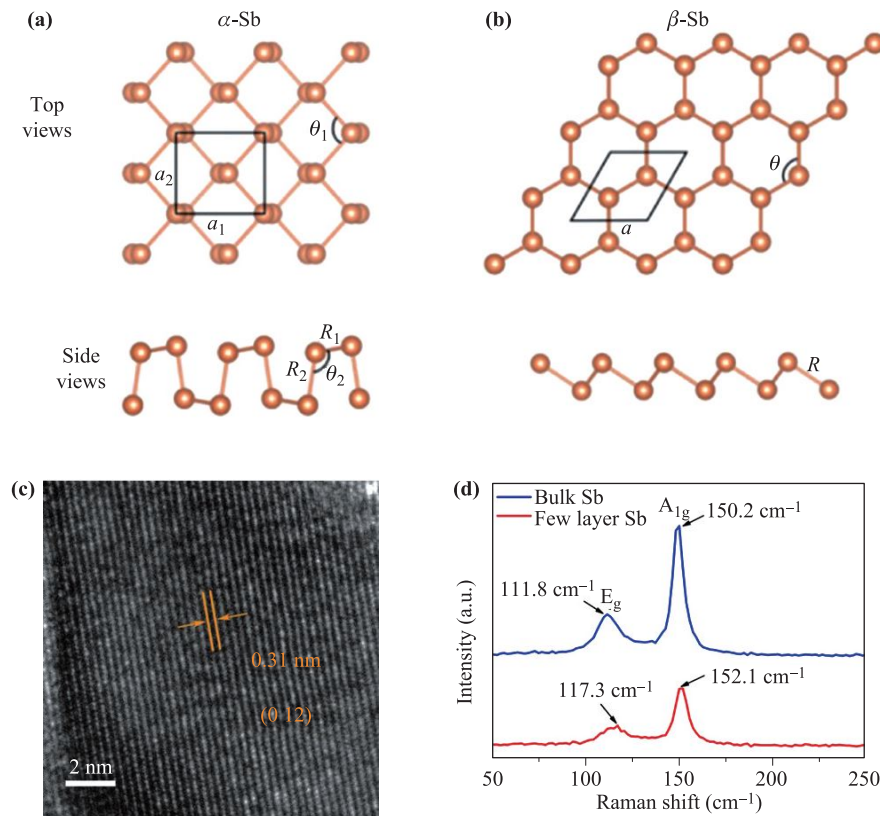 (a)
α-Sb
Top
views
θ₁
a₂
a₁
Side
views
R₁
R₂
θ₂
(b)
β-Sb
θ
a
R
(c)
0.31 nm
(0 12)
2 nm
(d)
Bulk Sb
Few layer Sb
A₁g
150.2 cm⁻¹
111.8 cm⁻¹
Eg
152.1 cm⁻¹
117.3 cm⁻¹
Intensity (a.u.)
50 100 150 200 250
Raman shift (cm⁻¹)